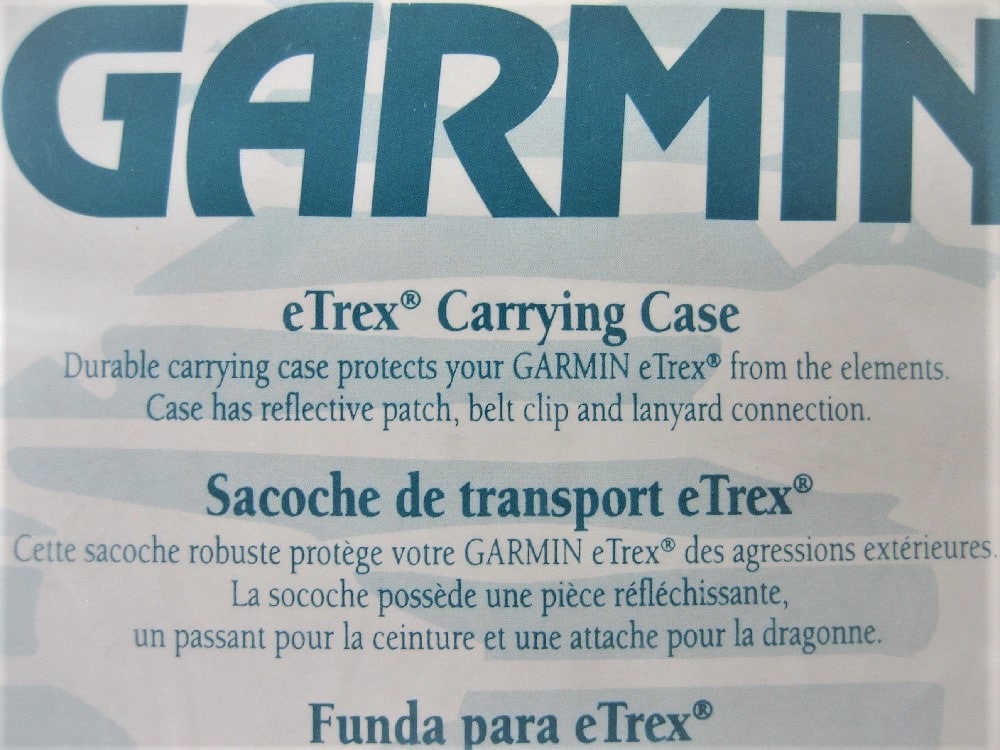 GARMIN
eTrex® Carrying Case
Durable carrying case protects your GARMIN eTrex® from the elements.
Case has reflective patch, belt clip and lanyard connection.
Sacoche de transport eTrex®
Cette sacoche robuste protège votre GARMIN eTrex® des agressions extérieures.
La socoche possède une pièce réfléchissante,
un passant pour la ceinture et une attache pour la dragonne.
Funda para eTrex®